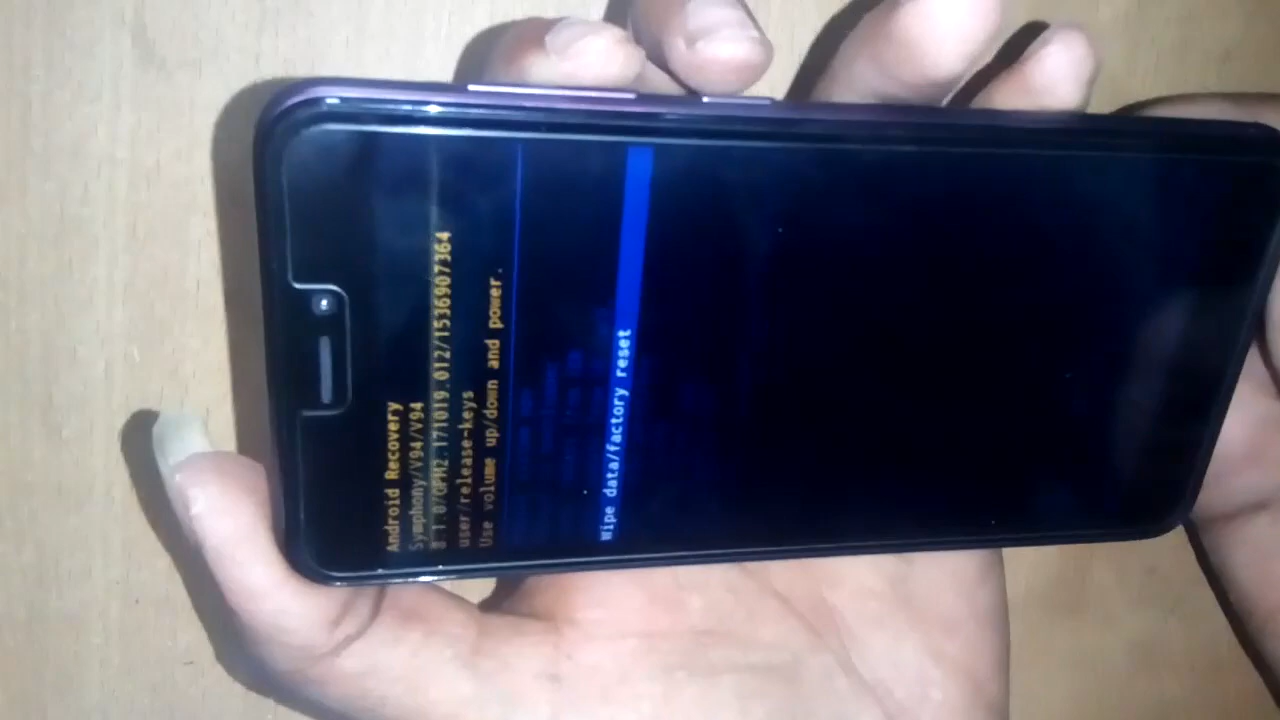 Android Recovery
Symphony/V94/V94
8.1.0/OPM2.171019.012/1536907364
user/release-keys
Use volume up/down and power.
Wipe data/factory reset